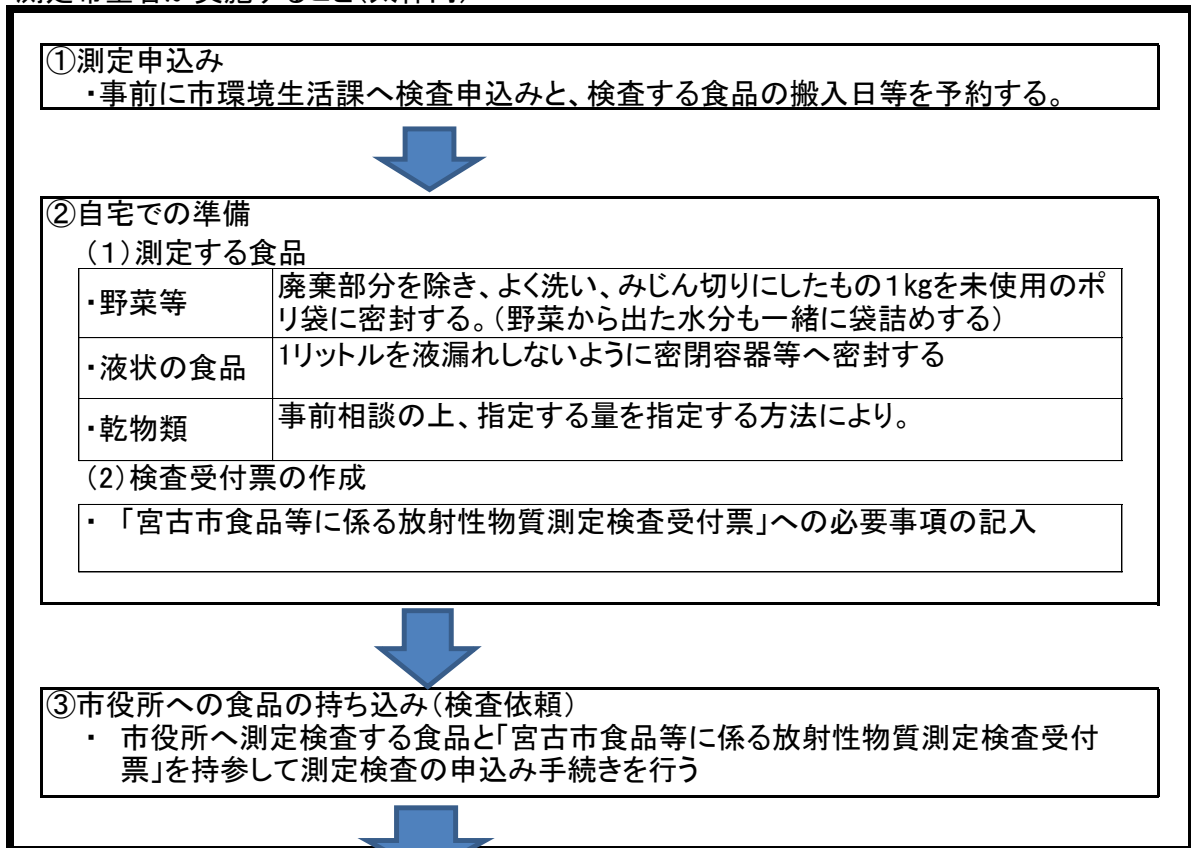 ①測定申込み
・事前に市環境生活課へ検査申込みと、検査する食品の搬入日等を予約する。
②自宅での準備
(1)測定する食品
・野菜等
廃棄部分を除き、よく洗い、みじん切りにしたもの1kgを未使用のポ
リ袋に密封する。(野菜から出た水分も一緒に袋詰めする)
・液状の食品
1リットルを液漏れしないように密閉容器等へ密封する
・乾物類
事前相談の上、指定する量を指定する方法により。
(2)検査受付票の作成
・「宮古市食品等に係る放射性物質測定検査受付票」への必要事項の記入
③市役所への食品の持ち込み(検査依頼)
・ 市役所へ測定検査する食品と「宮古市食品等に係る放射性物質測定検査受付
票」を持参して測定検査の申込み手続きを行う